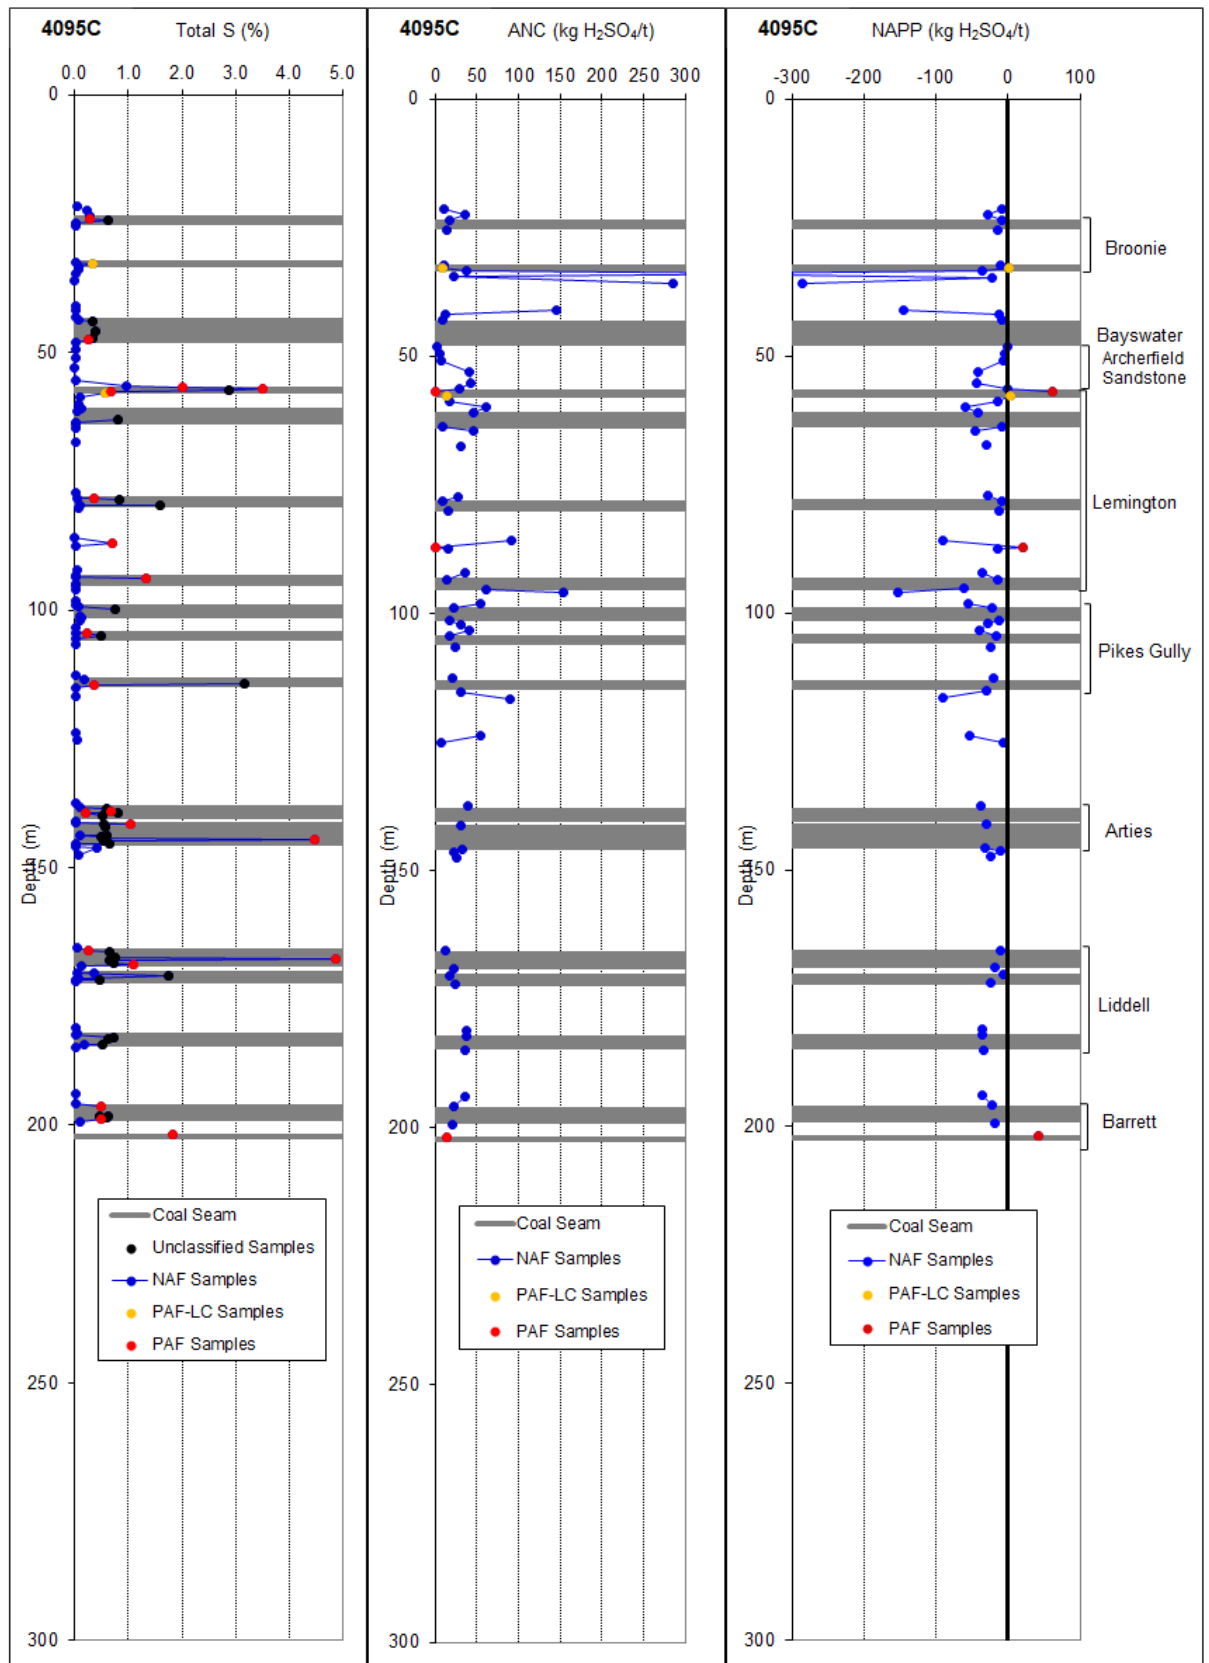 4095C Total S (%)
0.0 1.0 2.0 3.0 4.0 5.0
0
50
100
150
200
250
300
Depth (m)
Coal Seam
Unclassified Samples
NAF Samples
PAF-LC Samples
PAF Samples
4095C ANC (kg H₂SO₄/t)
0 50 100 150 200 250 300
0
50
100
150
200
250
300
Depth (m)
Coal Seam
NAF Samples
PAF-LC Samples
PAF Samples
4095C NAPP (kg H₂SO₄/t)
-300 -200 -100 0 100
0
50
100
150
200
250
300
Depth (m)
Broonie
Bayswater
Archerfield
Sandstone
Lemington
Pikes Gully
Arties
Liddell
Barrett
Coal Seam
NAF Samples
PAF-LC Samples
PAF Samples